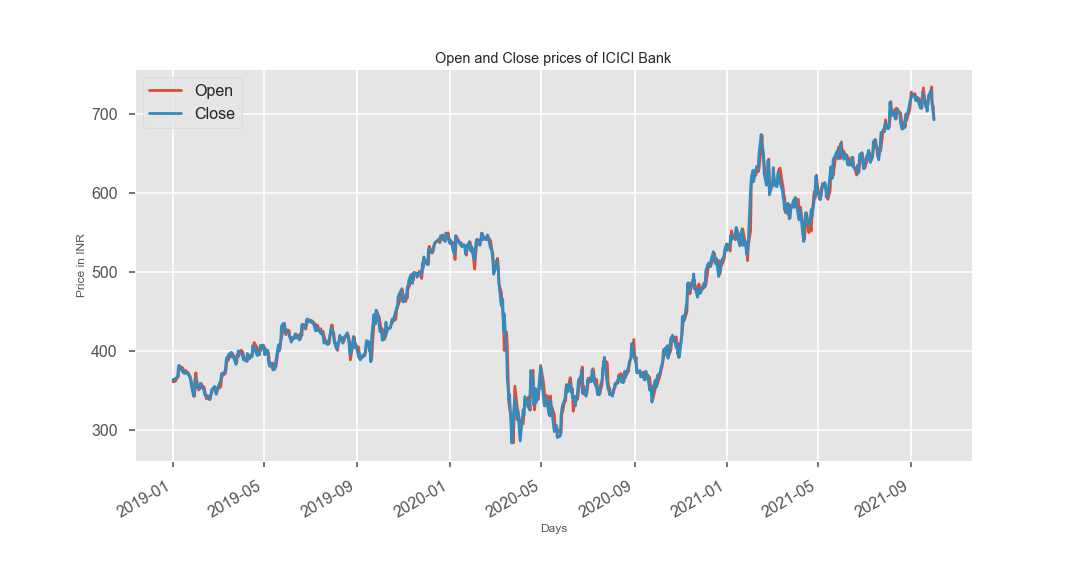 Open and Close prices of ICICI Bank
Open
Close
700
600
500
400
300
Price in INR
2019-01
2019-05
2019-09
2020-01
2020-05
2020-09
2021-01
2021-05
2021-09
Days